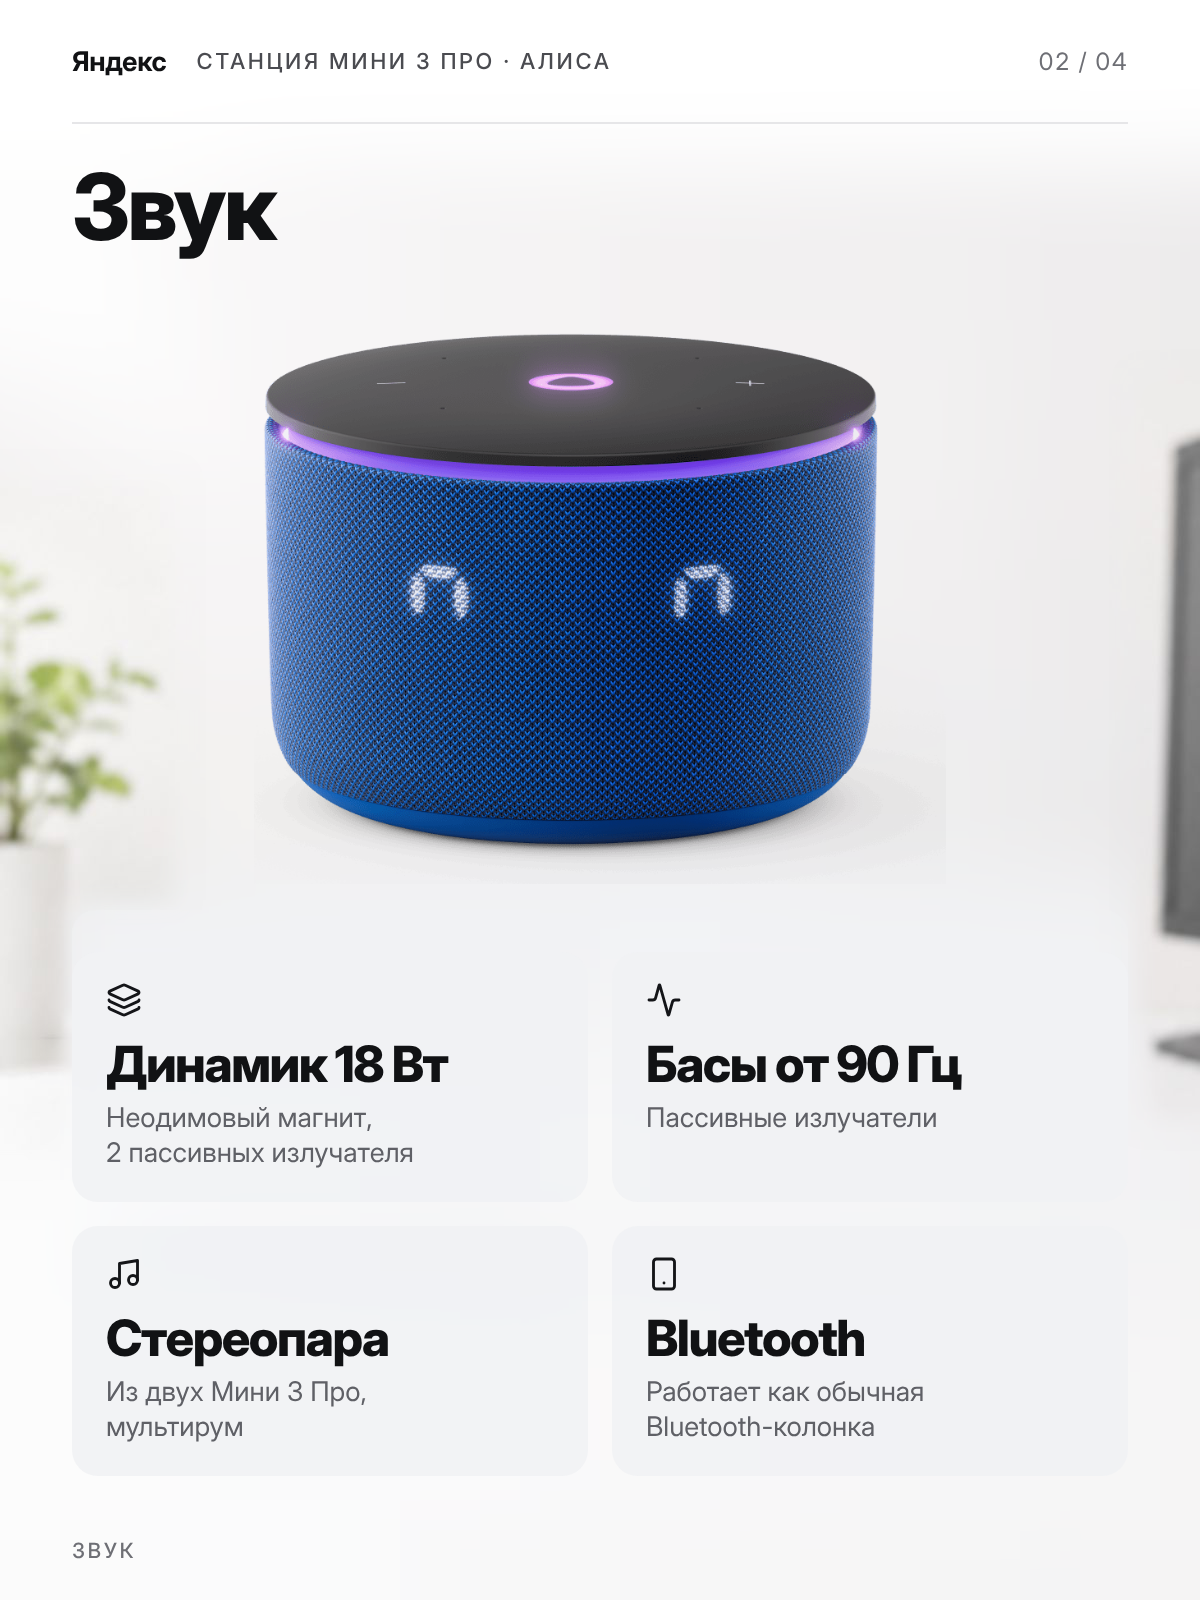 Яндекс СТАНЦИЯ МИНИ 3 ПРО · АЛИСА 02 / 04
Звук
Динамик 18 Вт
Неодимовый магнит,
2 пассивных излучателя
Басы от 90 Гц
Пассивные излучатели
Стереопара
Из двух Мини 3 Про,
мультирум
Bluetooth
Работает как обычная
Bluetooth-колонка
ЗВУК